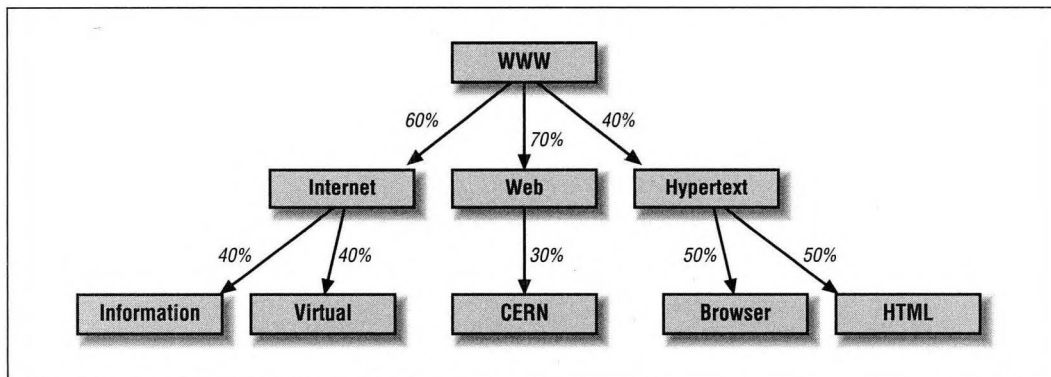 WWW
60%
70%
40%
Internet
Web
Hypertext
40%
40%
30%
50%
50%
Information
Virtual
CERN
Browser
HTML